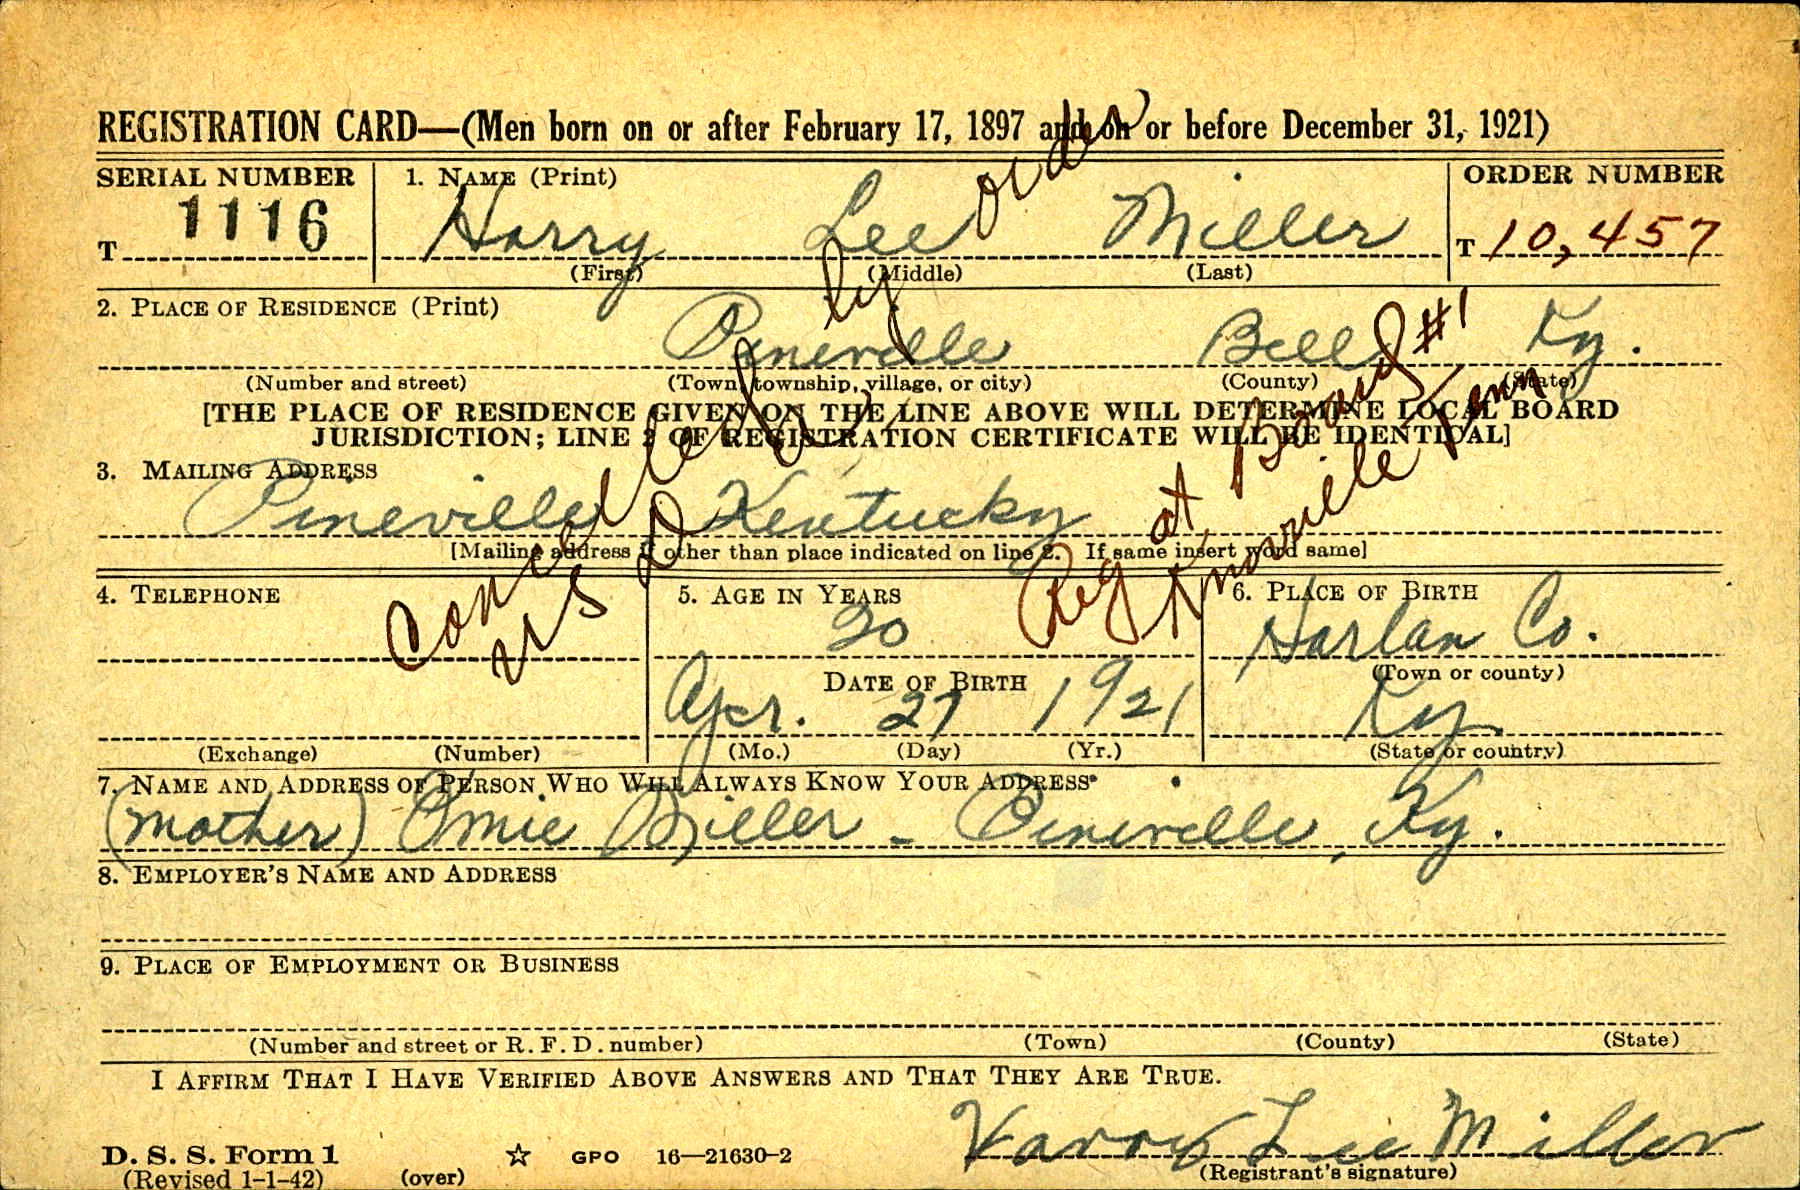 REGISTRATION CARD—(Men born on or after February 17, 1897 and on or before December 31, 1921)
SERIAL NUMBER 1. NAME (Print) ORDER NUMBER
T 1116 Harry Lee Miller T 10,457
(First) (Middle) (Last)
2. PLACE OF RESIDENCE (Print)
Pineville Bell Ky.
(Number and street) (Town, township, village, or city) (County) (State)
[THE PLACE OF RESIDENCE GIVEN ON THE LINE ABOVE WILL DETERMINE LOCAL BOARD
JURISDICTION; LINE 2 OF REGISTRATION CERTIFICATE WILL BE IDENTICAL]
3. MAILING ADDRESS
Pineville Kentucky
[Mailing address if other than place indicated on line 2. If same insert word same]
4. TELEPHONE 5. AGE IN YEARS 6. PLACE OF BIRTH
20 Harlan Co.
(Town or county)
DATE OF BIRTH
Apr. 27 1921 Ky
(Exchange) (Number) (Mo.) (Day) (Yr.) (State or country)
7. NAME AND ADDRESS OF PERSON WHO WILL ALWAYS KNOW YOUR ADDRESS
(mother) Omie Miller - Pineville, Ky.
8. EMPLOYER'S NAME AND ADDRESS
9. PLACE OF EMPLOYMENT OR BUSINESS
(Number and street or R. F. D. number) (Town) (County) (State)
I AFFIRM THAT I HAVE VERIFIED ABOVE ANSWERS AND THAT THEY ARE TRUE.
Harry Lee Miller
D. S. S. Form 1 ☆ GPO 16—21630-2
(Revised 1-1-42) (over) (Registrant's signature)
Cancelled by order
Reg at Board #1
Knoxville Tenn